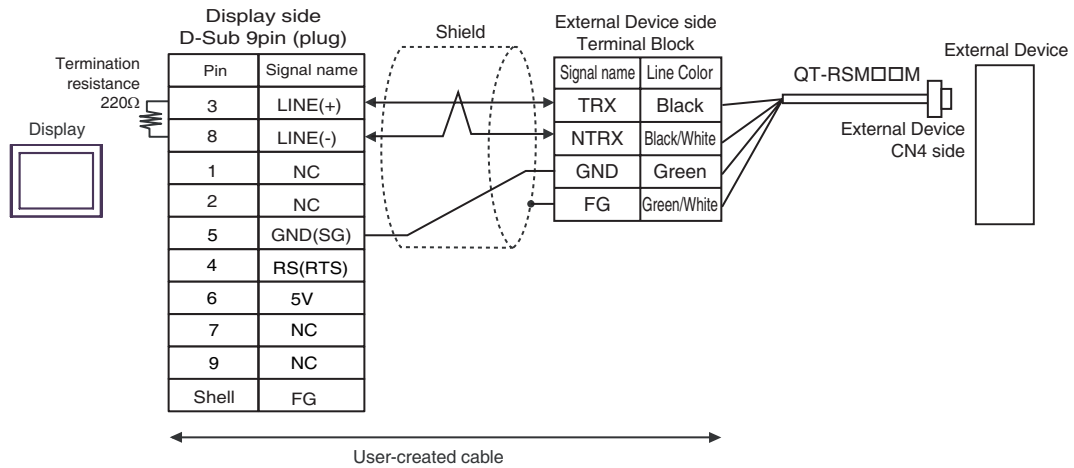 Display side
D-Sub 9pin (plug)
Shield
External Device side
Terminal Block
External Device
Termination
resistance
220Ω
Display
Pin Signal name
3 LINE(+)
8 LINE(-)
1 NC
2 NC
5 GND(SG)
4 RS(RTS)
6 5V
7 NC
9 NC
Shell FG
Signal name Line Color
TRX Black
NTRX Black/White
GND Green
FG Green/White
QT-RSM□□M
External Device
CN4 side
User-created cable